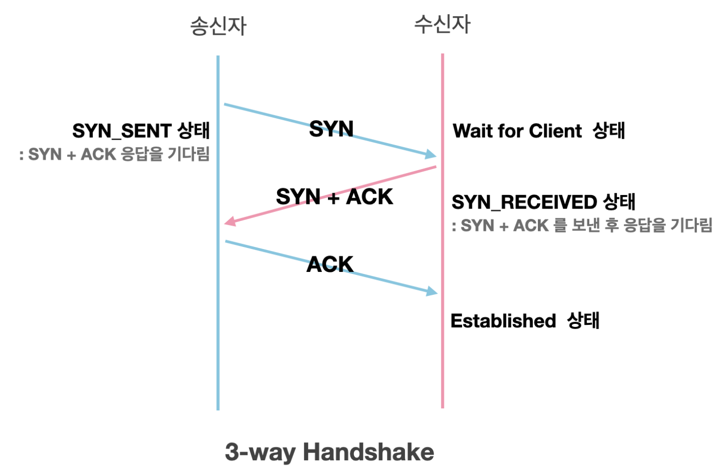 송신자
수신자
SYN_SENT 상태
: SYN + ACK 응답을 기다림
SYN
Wait for Client 상태
SYN + ACK
SYN_RECEIVED 상태
: SYN + ACK 를 보낸 후 응답을 기다림
ACK
Established 상태
3-way Handshake